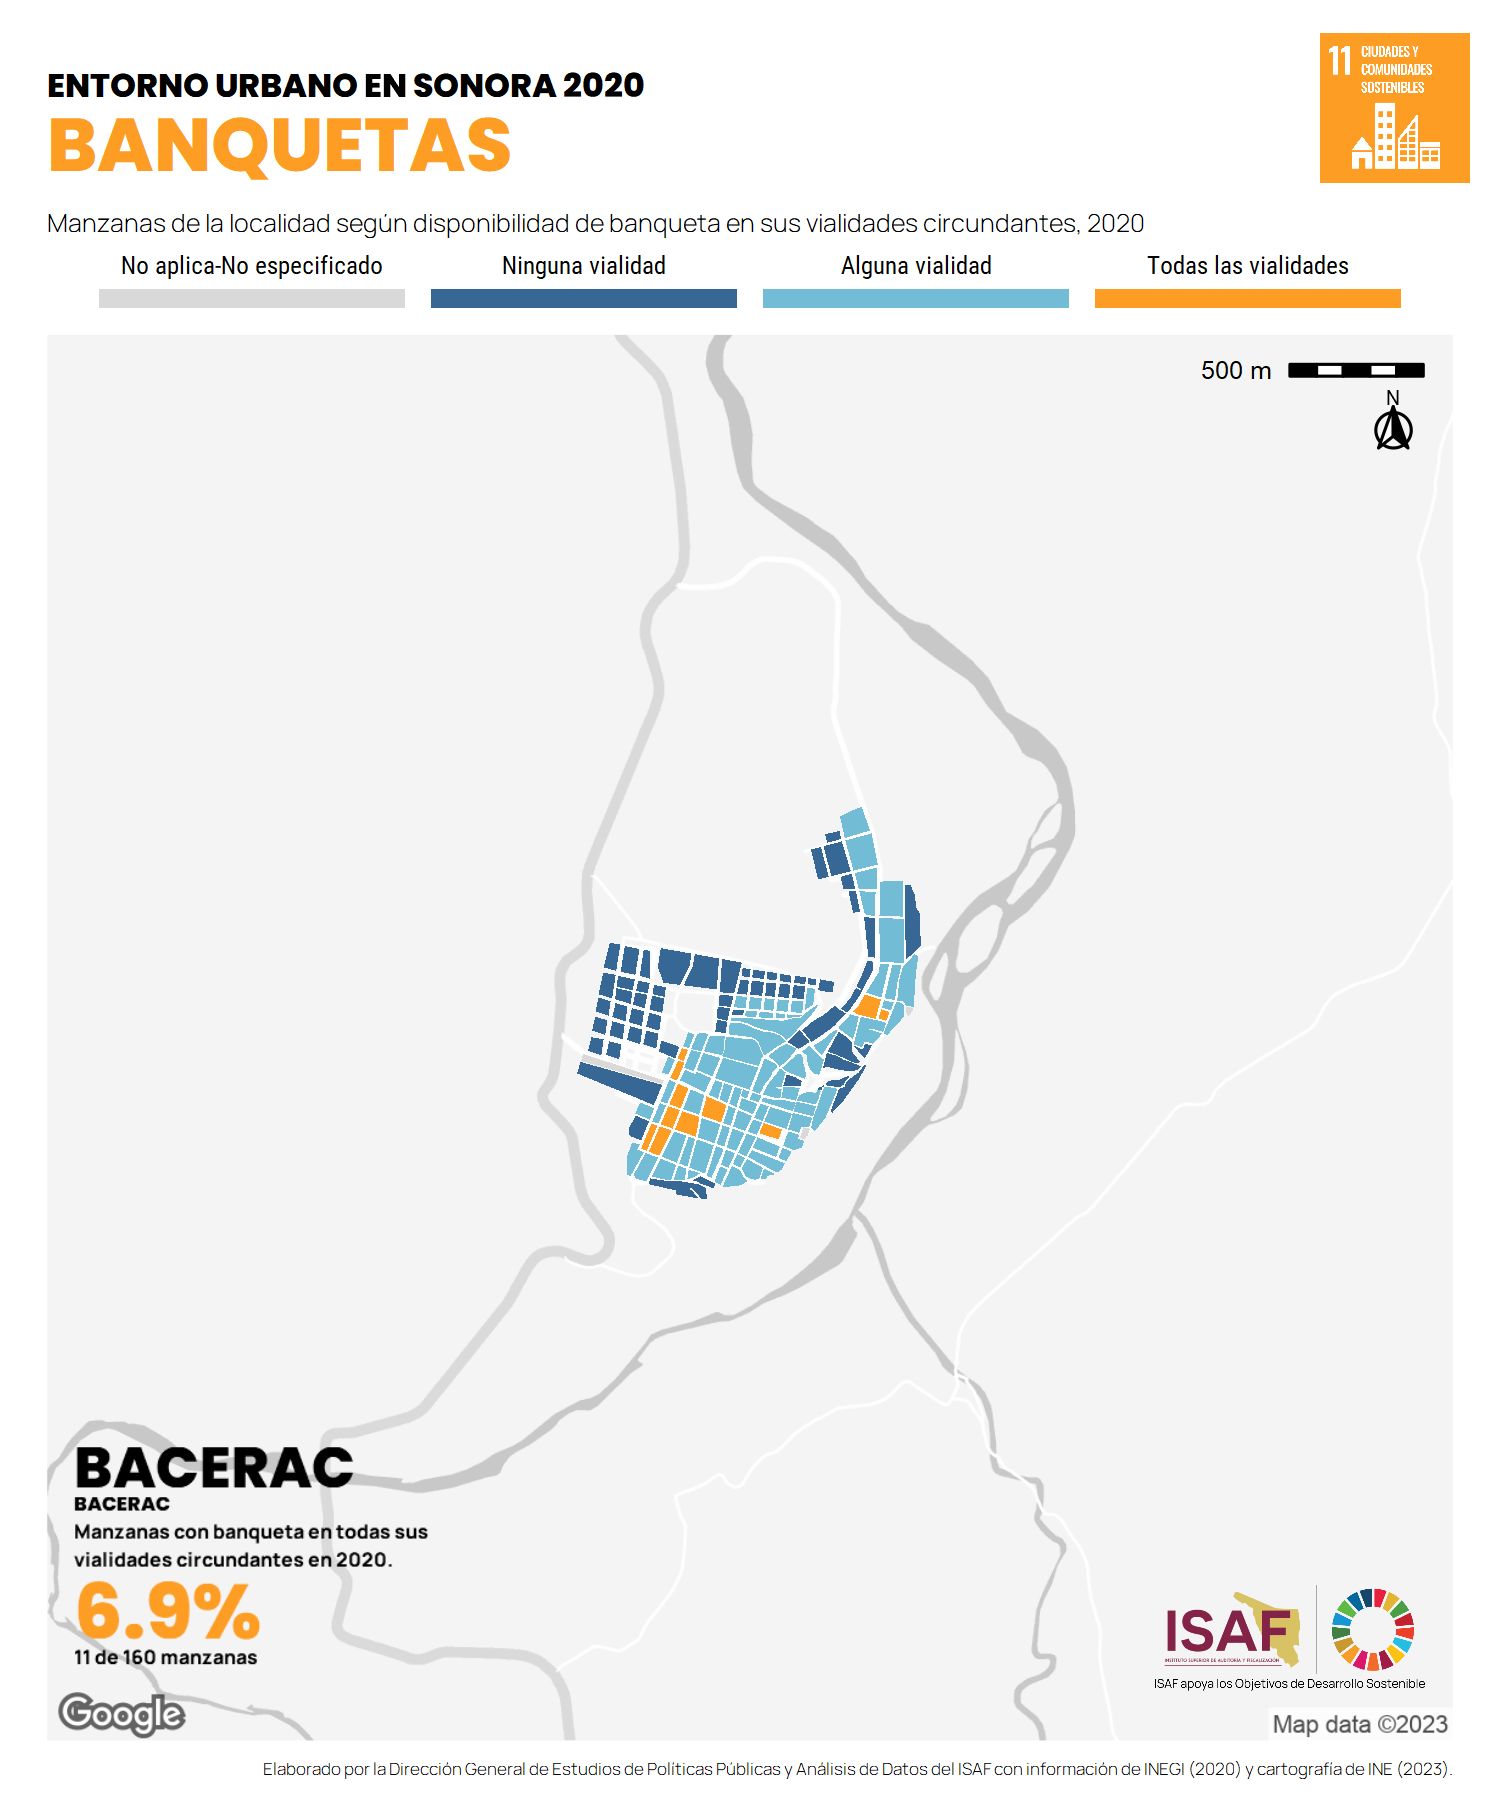 ENTORNO URBANO EN SONORA 2020
BANQUETAS
11 CIUDADES Y
COMUNIDADES
SOSTENIBLES
Manzanas de la localidad según disponibilidad de banqueta en sus vialidades circundantes, 2020
No aplica-No especificado
Ninguna vialidad
Alguna vialidad
Todas las vialidades
500 m
N
BACERAC
BACERAC
Manzanas con banqueta en todas sus
vialidades circundantes en 2020.
6.9%
11 de 160 manzanas
ISAF
INSTITUTO SUPERIOR DE AUDITORÍA Y FISCALIZACIÓN
ISAF apoya los Objetivos de Desarrollo Sostenible
Google
Map data ©2023
Elaborado por la Dirección General de Estudios de Políticas Públicas y Análisis de Datos del ISAF con información de INEGI (2020) y cartografía de INE (2023).